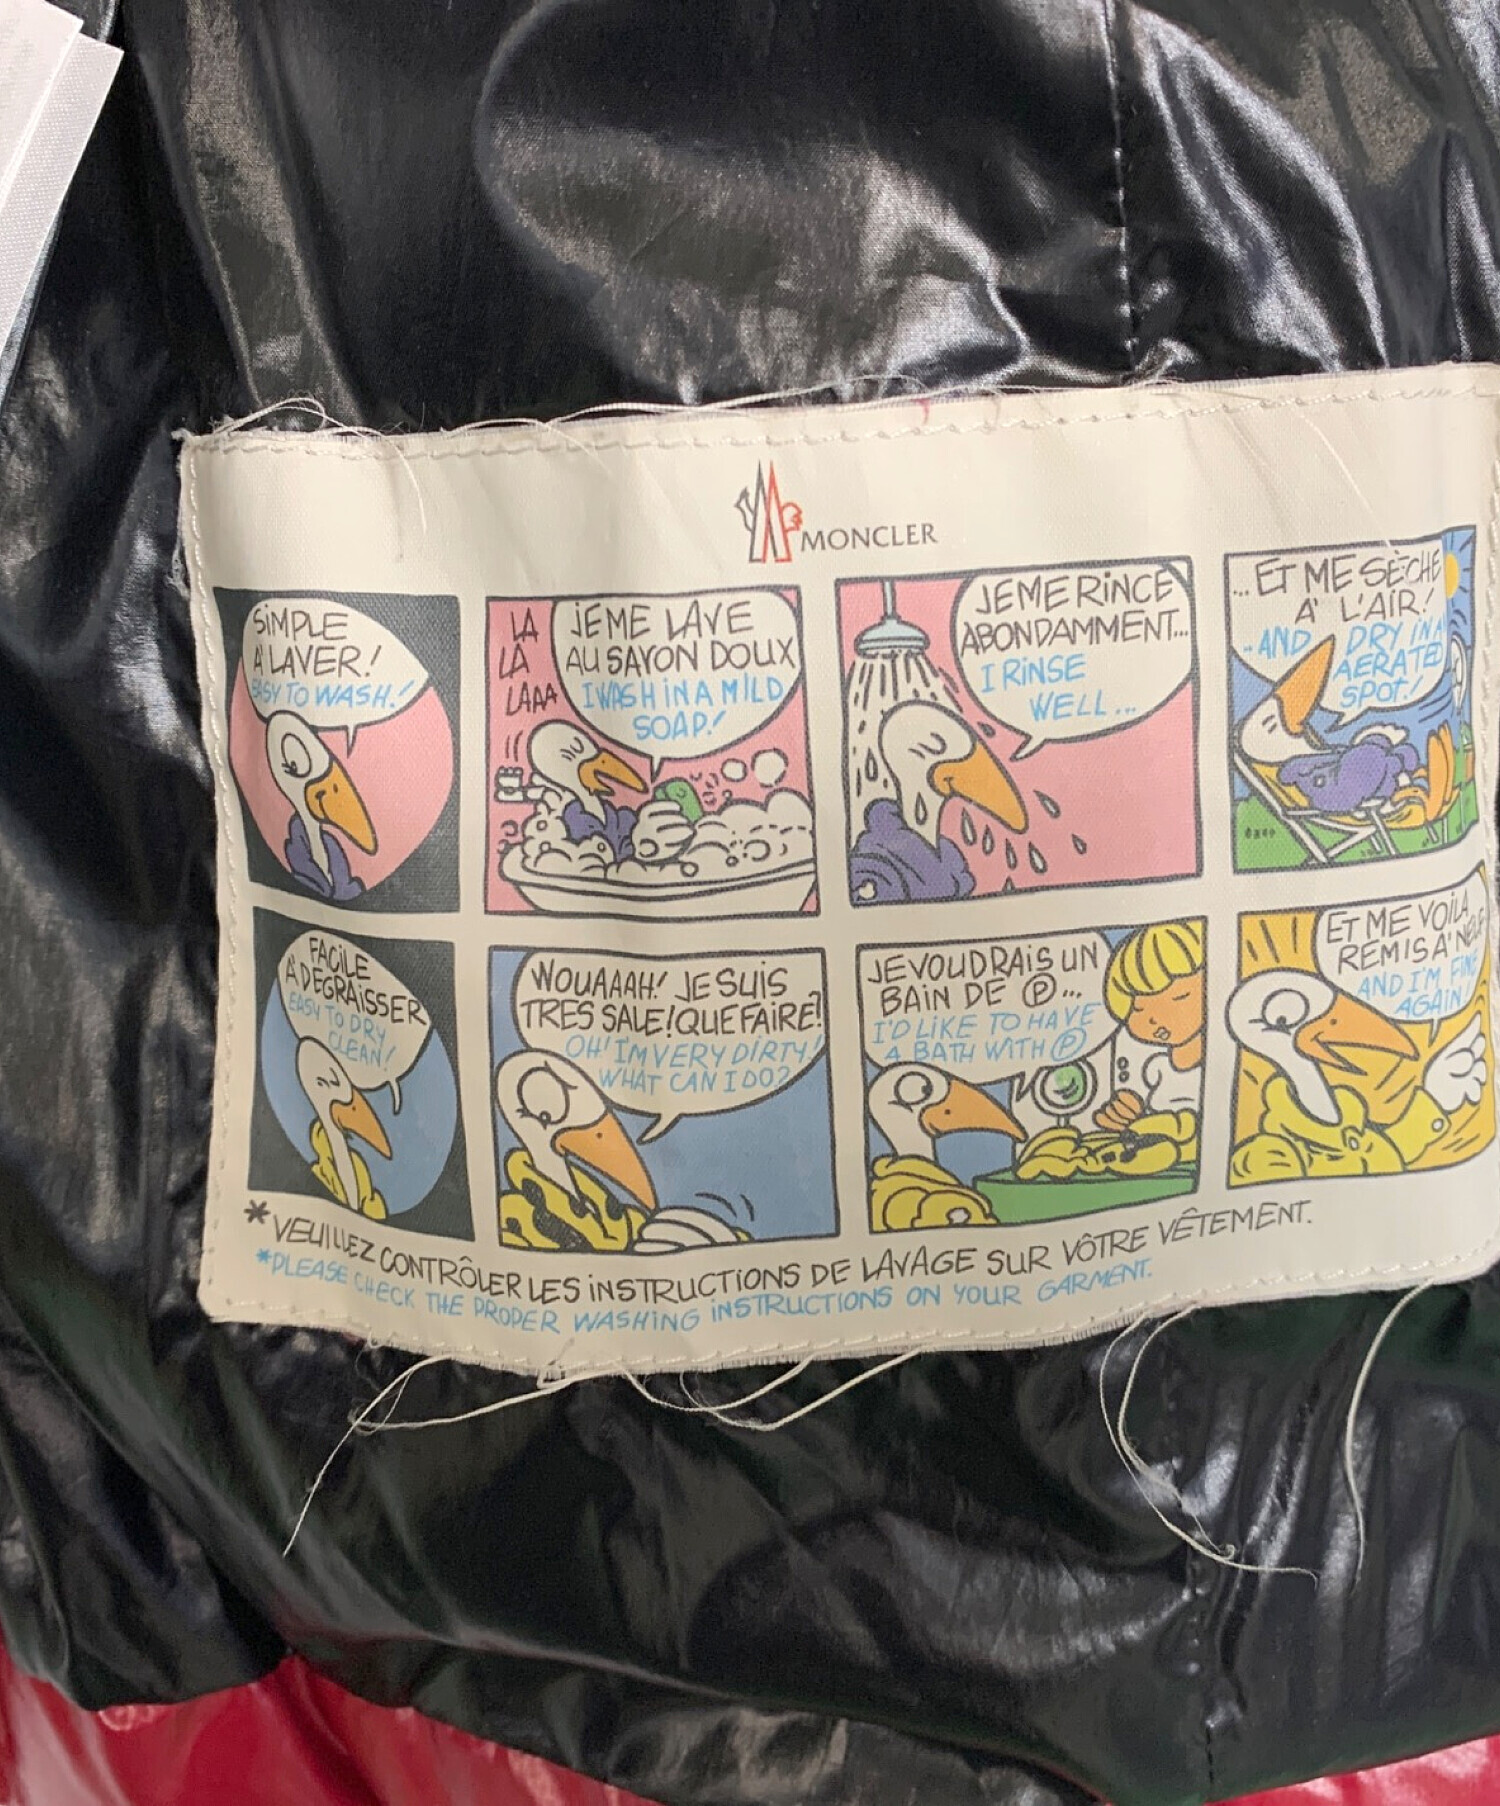 MONCLER
SIMPLE
A' LAVER!
EASY TO WASH!
LA
LÀ
LAAA
JE ME LAVE
AU SAVON DOUX
I WASH IN A MILD
SOAP!
JE ME RINCE
ABONDAMMENT...
I RINSE
WELL...
...ET ME SÈCHE
A' L'AIR!
..AND DRY IN A
AERATED
SPOT!
FACILE
A' DEGRAISSER
EASY TO DRY
CLEAN!
WOUAAAH! JE SUIS
TRES SALE! QUE FAIRE?
OH! I'M VERY DIRTY!
WHAT CAN I DO?
JE VOUDRAIS UN
BAIN DE Ⓟ...
I'D LIKE TO HAVE
A BATH WITH Ⓟ
ET ME VOILA
REMIS A' NEUF
AND I'M FINE
AGAIN!
*VEUILLEZ CONTRÔLER LES INSTRUCTIONS DE LAVAGE SUR VÔTRE VÊTEMENT.
*PLEASE CHECK THE PROPER WASHING INSTRUCTIONS ON YOUR GARMENT.